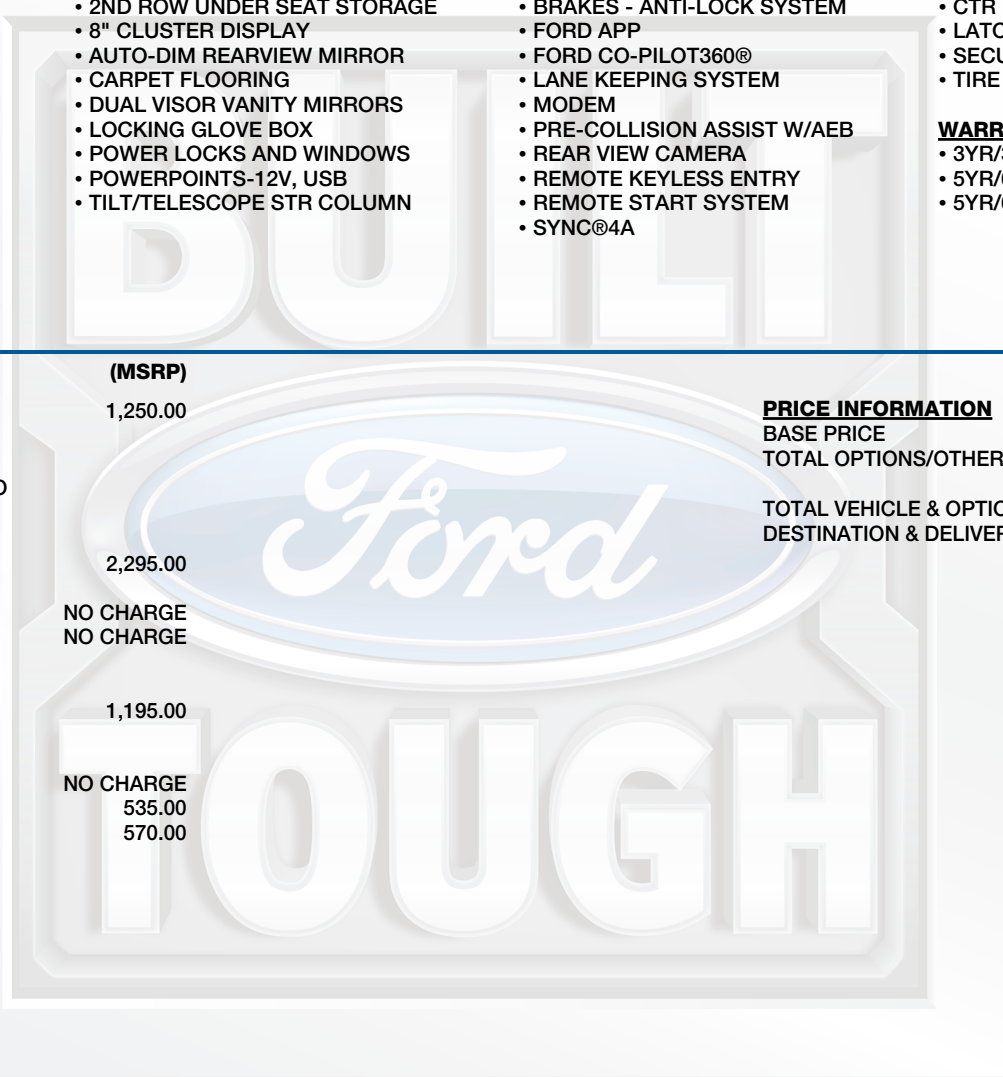 • 2ND ROW UNDER SEAT STORAGE
• 8" CLUSTER DISPLAY
• AUTO-DIM REARVIEW MIRROR
• CARPET FLOORING
• DUAL VISOR VANITY MIRRORS
• LOCKING GLOVE BOX
• POWER LOCKS AND WINDOWS
• POWERPOINTS-12V, USB
• TILT/TELESCOPE STR COLUMN
• BRAKES - ANTI-LOCK SYSTEM
• FORD APP
• FORD CO-PILOT360®
• LANE KEEPING SYSTEM
• MODEM
• PRE-COLLISION ASSIST W/AEB
• REAR VIEW CAMERA
• REMOTE KEYLESS ENTRY
• REMOTE START SYSTEM
• SYNC®4A
• CTR
• LATC
• SECU
• TIRE
WARR
• 3YR/
• 5YR/
• 5YR/
BUILT
Ford
TOUGH
(MSRP)
1,250.00
2,295.00
NO CHARGE
NO CHARGE
1,195.00
NO CHARGE
535.00
570.00
PRICE INFORMATION
BASE PRICE
TOTAL OPTIONS/OTHER
TOTAL VEHICLE & OPTIO
DESTINATION & DELIVER